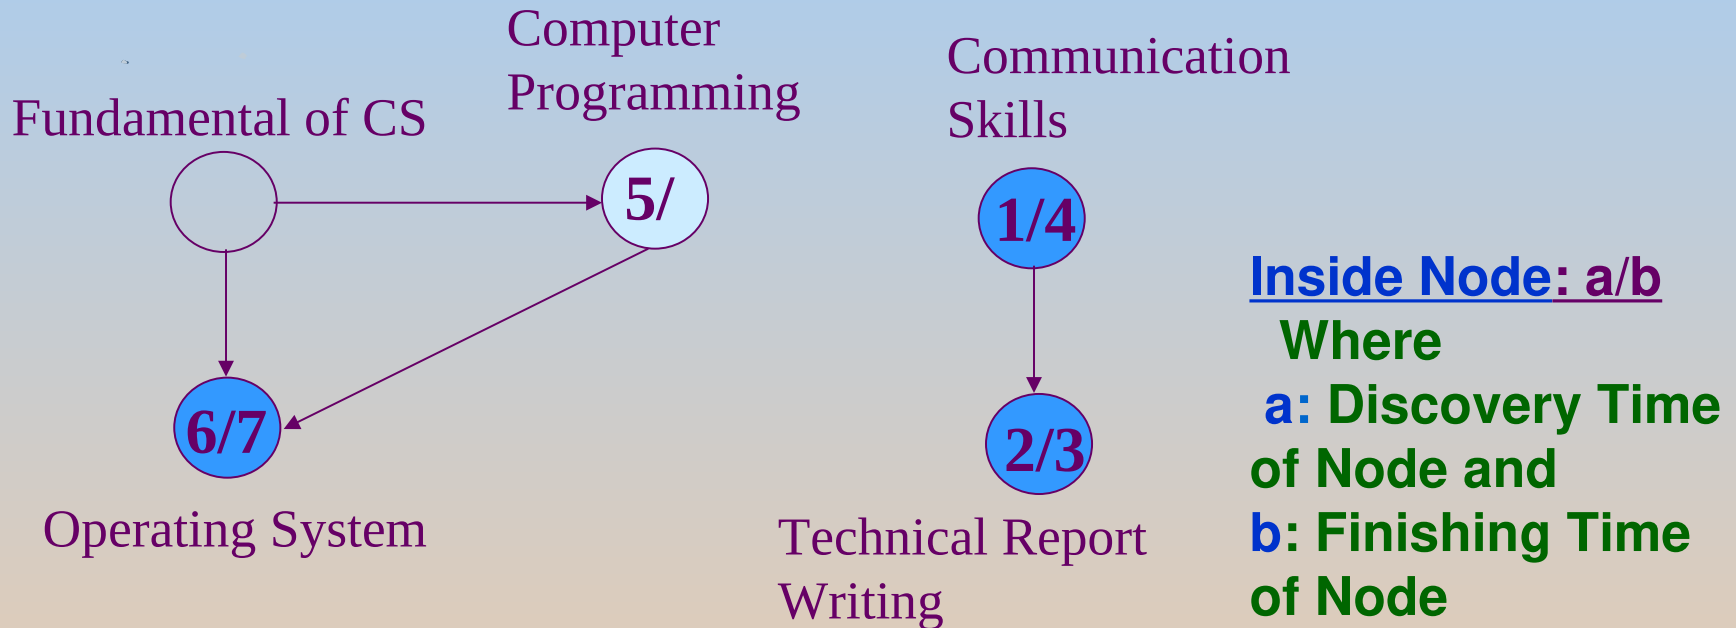 Computer
Programming
Communication
Skills
Fundamental of CS
5/
1/4
Inside Node: a/b
Where
a: Discovery Time
of Node and
b: Finishing Time
of Node
6/7
2/3
Operating System
Technical Report
Writing